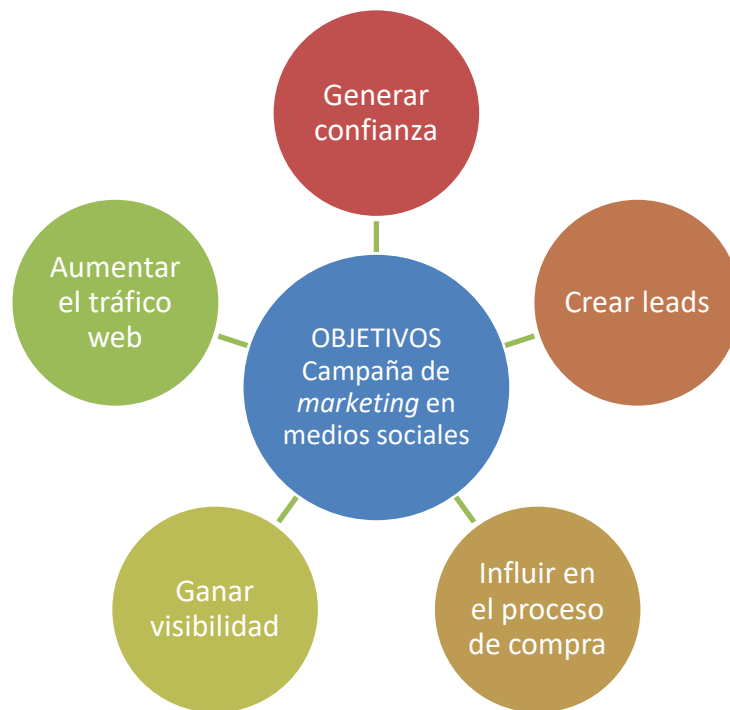 Generar
confianza
Aumentar
el tráfico
web
Crear leads
OBJETIVOS
Campaña de
marketing en
medios sociales
Ganar
visibilidad
Influir en
el proceso
de compra